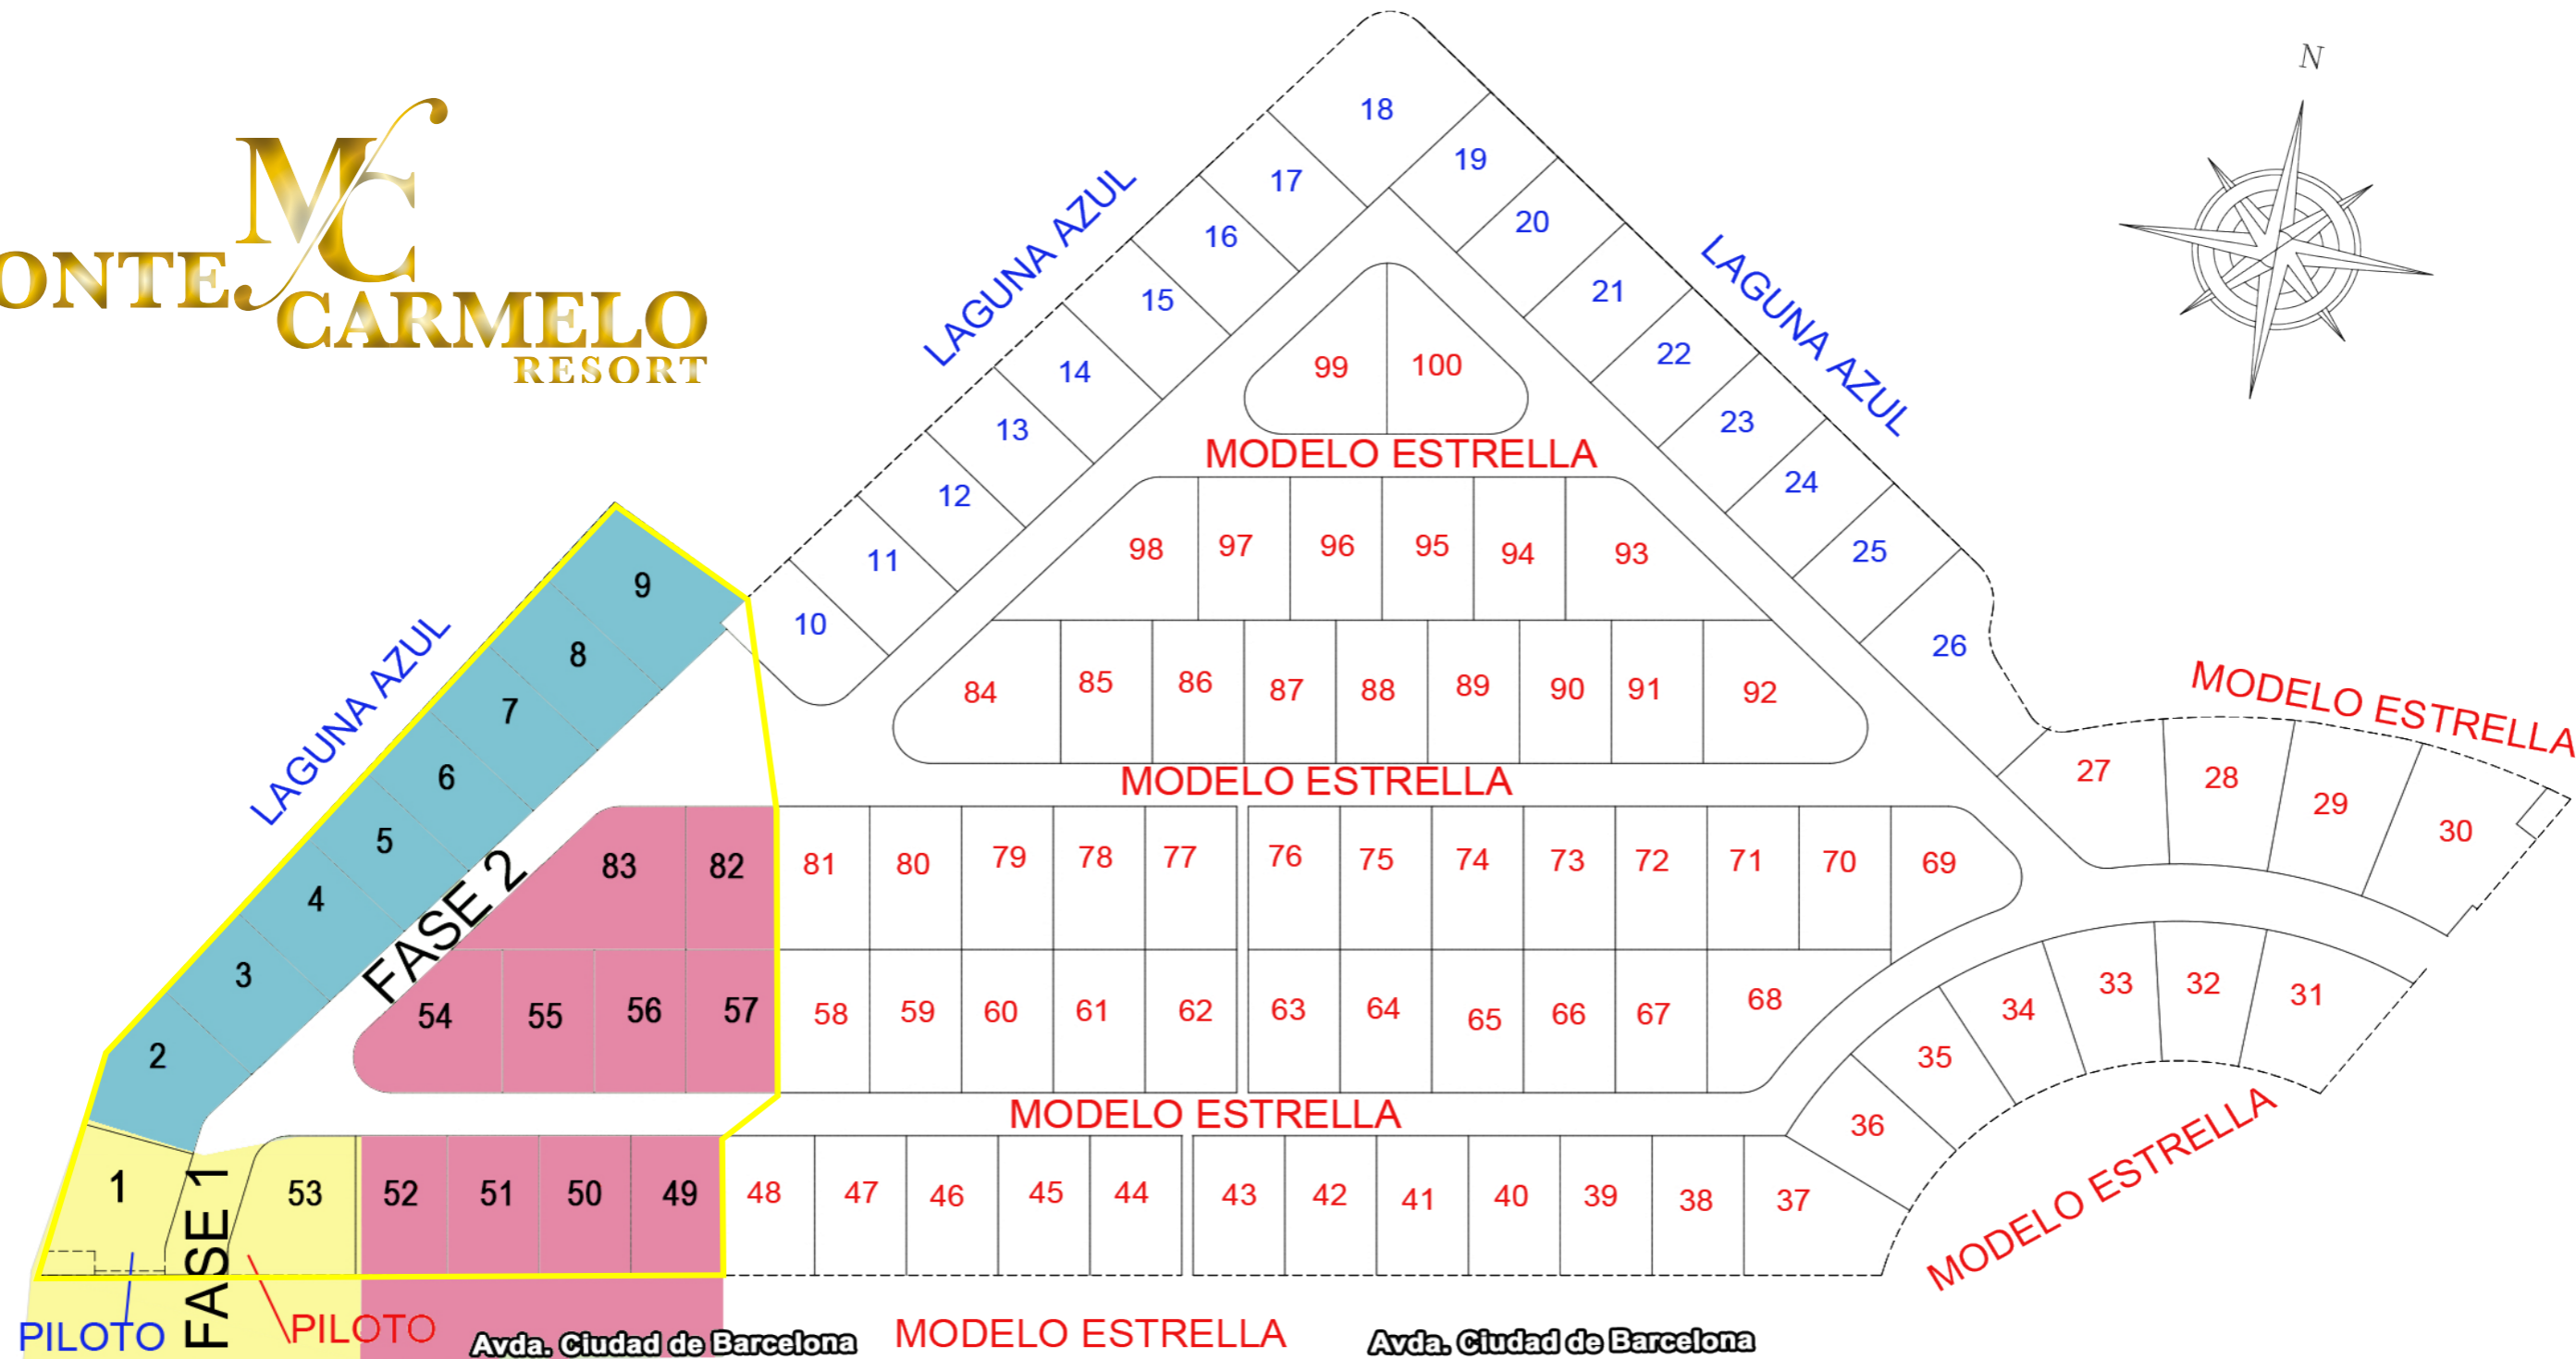 N
MC
ONTE
CARMELO
RESORT
LAGUNA AZUL
LAGUNA AZUL
LAGUNA AZUL
18
17
19
16
20
15
21
14
22
13
23
12
24
11
25
10
26
99 100
MODELO ESTRELLA
98 97 96 95 94 93
84 85 86 87 88 89 90 91 92
MODELO ESTRELLA
MODELO ESTRELLA
27 28 29 30
9
8
7
6
5
4
3
2
FASE 2
83 82 81 80 79 78 77 76 75 74 73 72 71 70 69
54 55 56 57 58 59 60 61 62 63 64 65 66 67 68
36 35 34 33 32 31
MODELO ESTRELLA
MODELO ESTRELLA
1
FASE 1
53 52 51 50 49 48 47 46 45 44 43 42 41 40 39 38 37
PILOTO
PILOTO
Avda. Ciudad de Barcelona
MODELO ESTRELLA
Avda. Ciudad de Barcelona